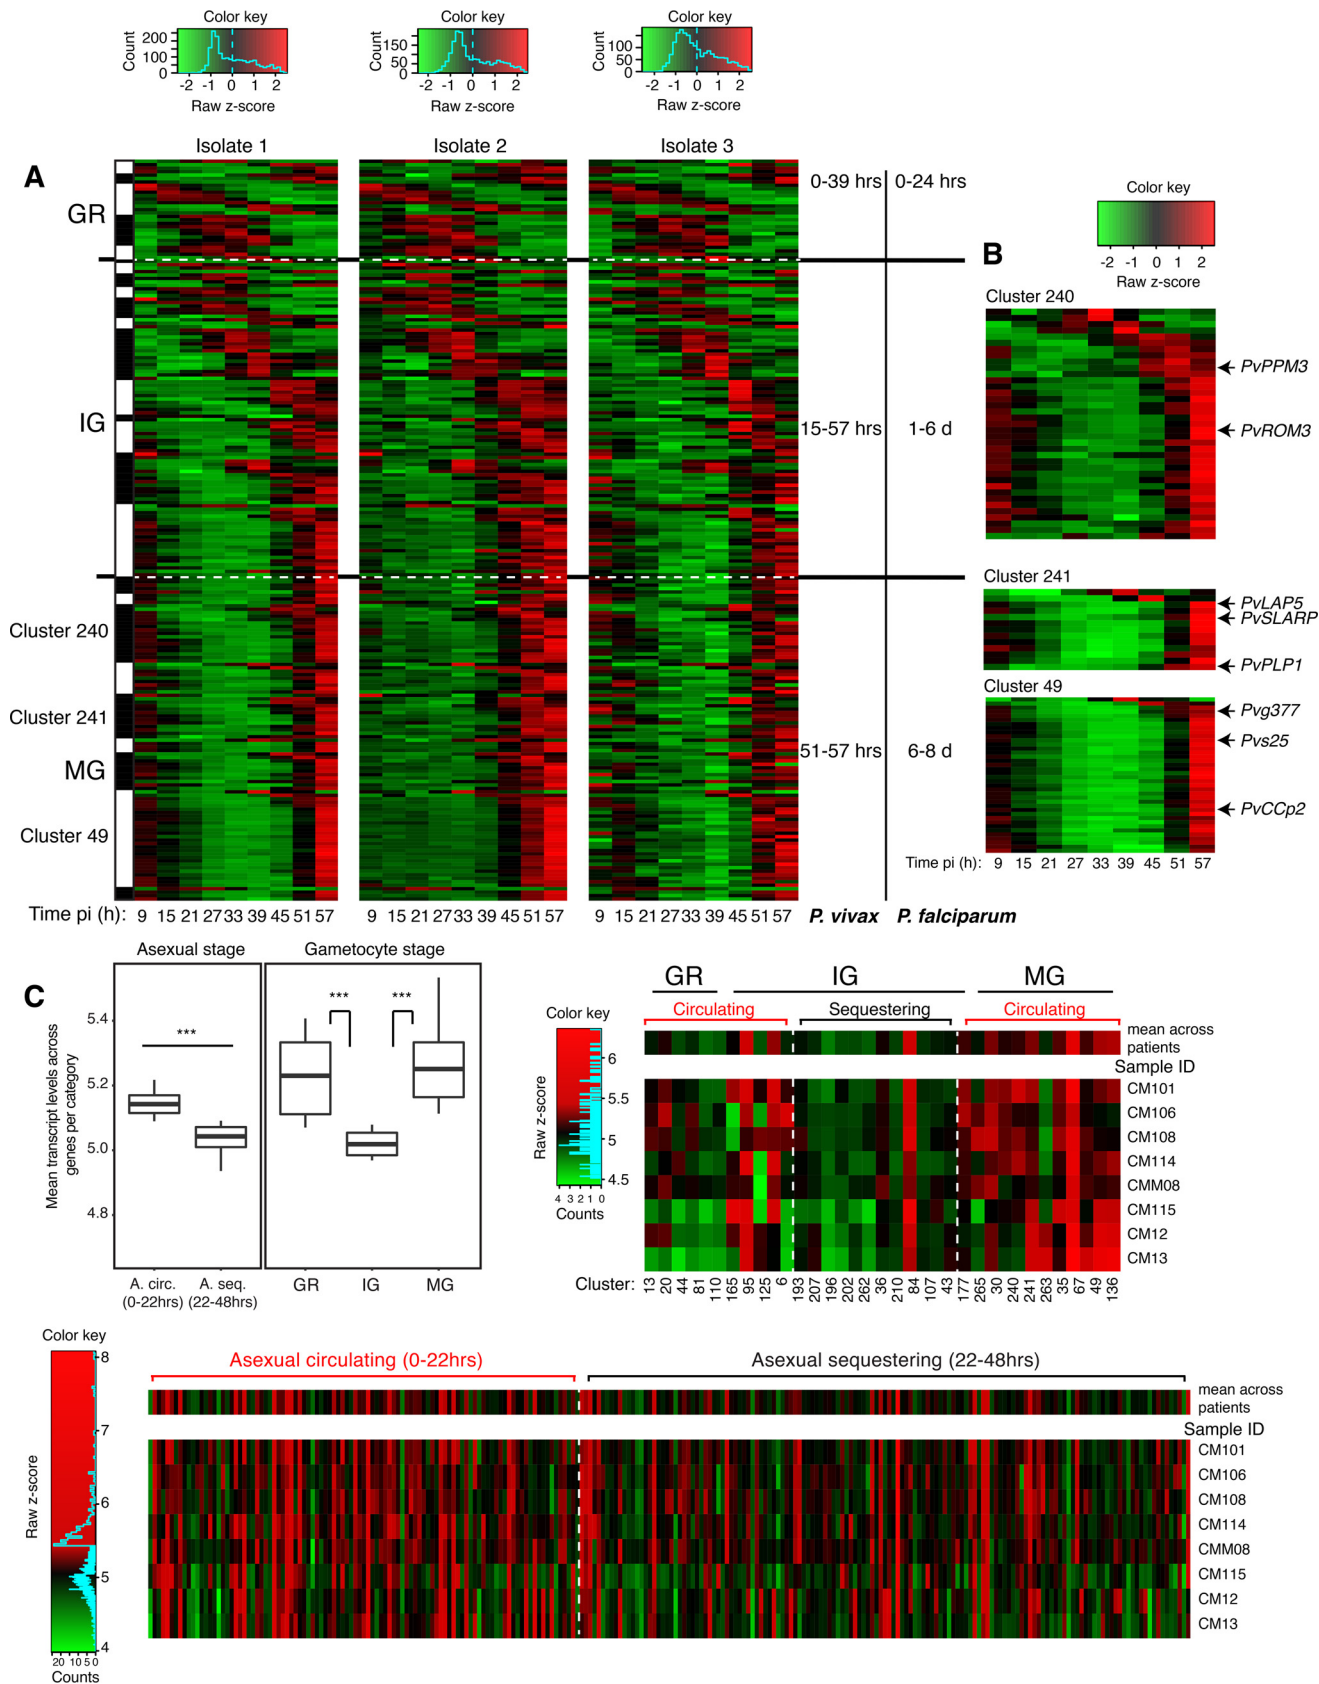 Color key
Count
200
100
0
-2 -1 0 1 2
Raw z-score
Color key
Count
150
50
0
-2 -1 0 1 2
Raw z-score
Color key
Count
100
50
0
-2 -1 0 1 2
Raw z-score
A
Isolate 1
Isolate 2
Isolate 3
GR
IG
Cluster 240
Cluster 241
MG
Cluster 49
0-39 hrs 0-24 hrs
15-57 hrs 1-6 d
51-57 hrs 6-8 d
Time pi (h): 9 15 21 27 33 39 45 51 57
9 15 21 27 33 39 45 51 57
9 15 21 27 33 39 45 51 57
P. vivax P. falciparum
B
Color key
-2 -1 0 1 2
Raw z-score
Cluster 240
PvPPM3
PvROM3
Cluster 241
PvLAP5
PvSLARP
PvPLP1
Cluster 49
Pvg377
Pvs25
PvCCp2
Time pi (h): 9 15 21 27 33 39 45 51 57
C
Asexual stage
Gametocyte stage
Mean transcript levels across
genes per category
5.4
5.2
5.0
4.8
***
***
***
A. circ.
(0-22hrs)
A. seq.
(22-48hrs)
GR
IG
MG
Color key
Raw z-score
6
5.5
5
4.5
4 3 2 1 0
Counts
GR
IG
MG
Circulating
Sequestering
Circulating
mean across
patients
Sample ID
CM101
CM106
CM108
CM114
CMM08
CM115
CM12
CM13
Cluster: 13 20 44 81 110 165 95 125 6 193 207 196 202 262 36 210 84 107 43 177 265 30 240 241 263 35 67 49 136
Color key
Raw z-score
8
7
6
5
4
20 10 5 0
Counts
Asexual circulating (0-22hrs)
Asexual sequestering (22-48hrs)
mean across
patients
Sample ID
CM101
CM106
CM108
CM114
CMM08
CM115
CM12
CM13